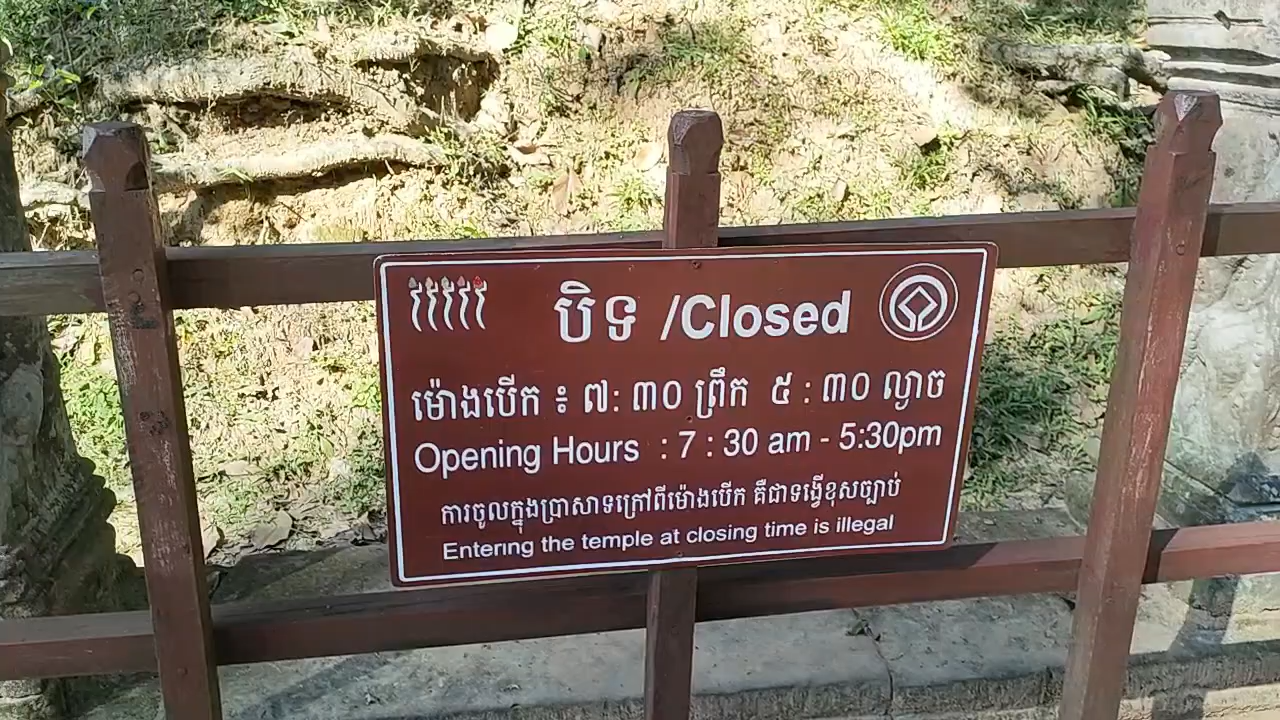 បិទ /Closed
ម៉ោងបើក ៖ ៧: ៣០ ព្រឹក ៥ : ៣០ ល្ងាច
Opening Hours : 7 : 30 am - 5:30pm
ការចូលក្នុងប្រាសាទក្រៅពីម៉ោងបើក គឺជាទង្វើខុសច្បាប់
Entering the temple at closing time is illegal